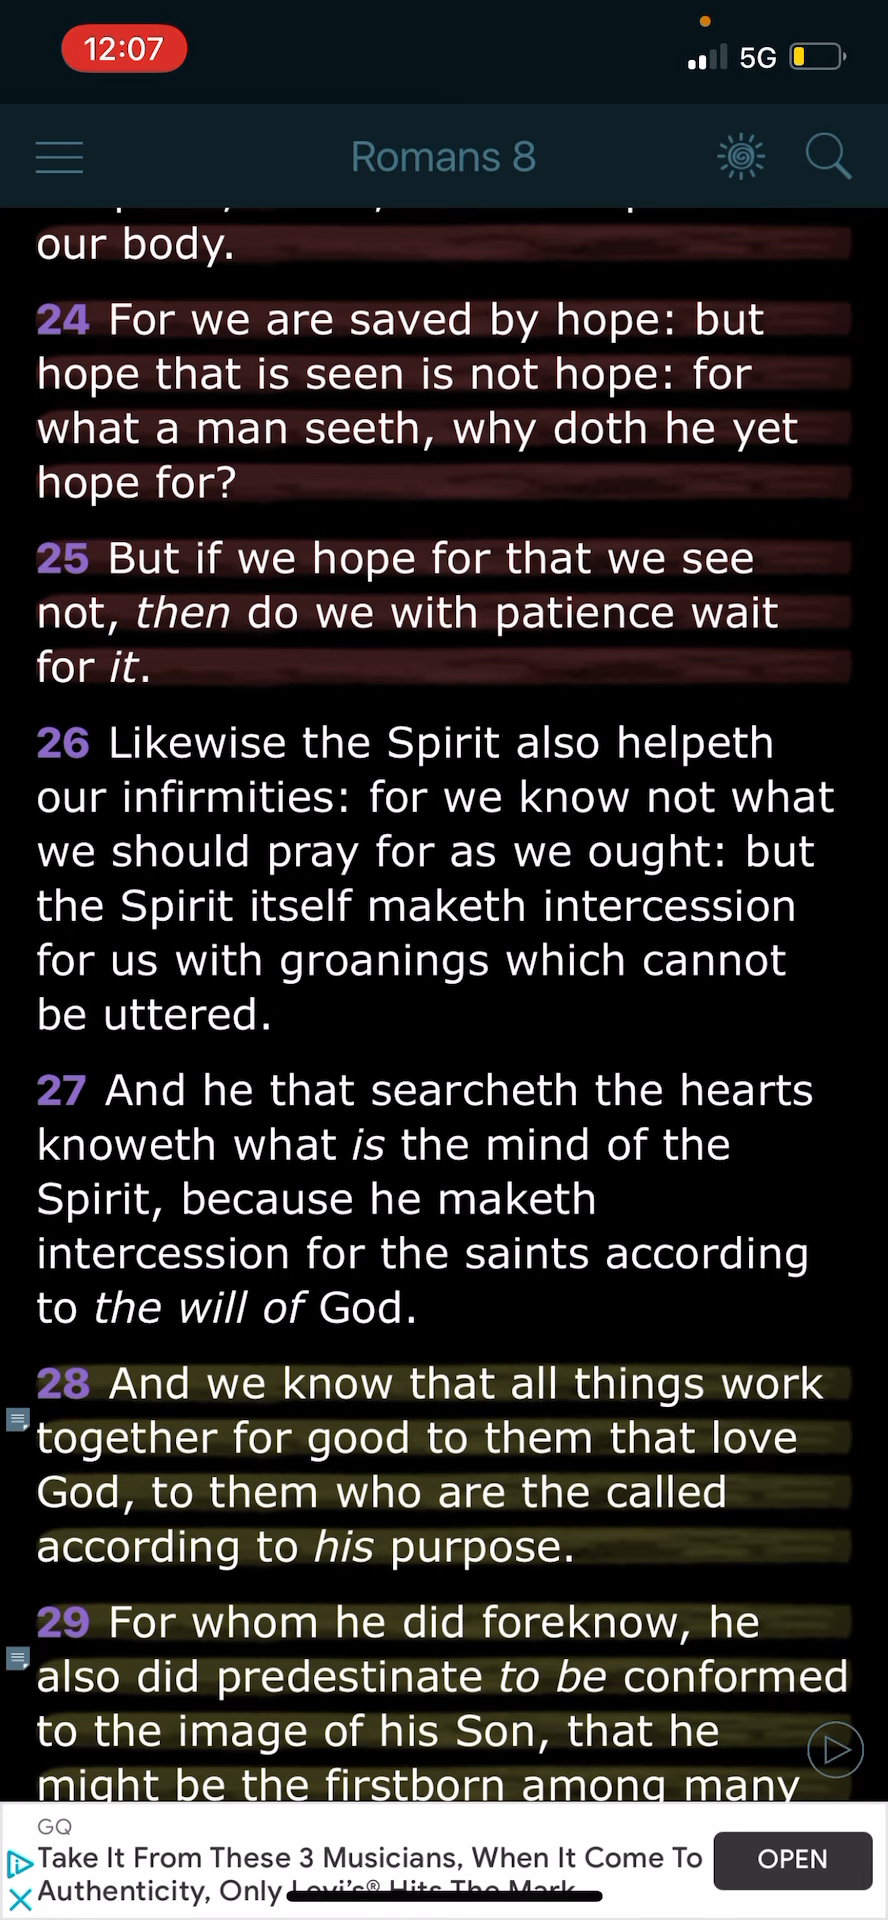 12:07
5G
Romans 8
our body.
24 For we are saved by hope: but
hope that is seen is not hope: for
what a man seeth, why doth he yet
hope for?
25 But if we hope for that we see
not, then do we with patience wait
for it.
26 Likewise the Spirit also helpeth
our infirmities: for we know not what
we should pray for as we ought: but
the Spirit itself maketh intercession
for us with groanings which cannot
be uttered.
27 And he that searcheth the hearts
knoweth what is the mind of the
Spirit, because he maketh
intercession for the saints according
to the will of God.
28 And we know that all things work
together for good to them that love
God, to them who are the called
according to his purpose.
29 For whom he did foreknow, he
also did predestinate to be conformed
to the image of his Son, that he
might be the firstborn among many
GQ
Take It From These 3 Musicians, When It Come To
Authenticity, Only Levi's® Hits The Mark
OPEN